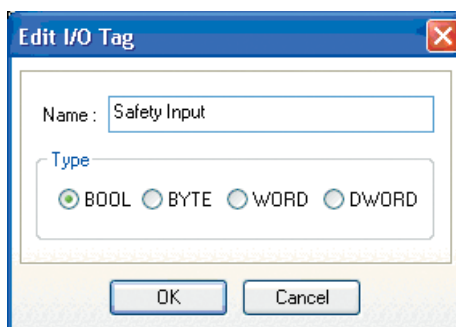 Edit I/O Tag
Name : Safety Input
Type
BOOL BYTE WORD DWORD
OK Cancel